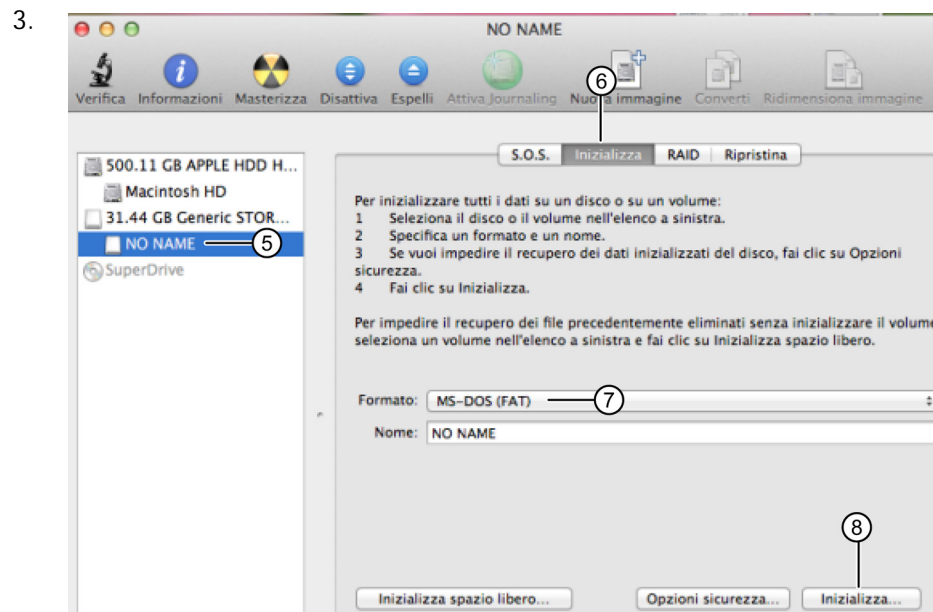 3.
NO NAME
Verifica Informazioni Masterizza Disattiva Espelli Attiva Journaling Nuova immagine Converti Ridimensiona immagine
6
S.O.S. Inizializza RAID Ripristina
500.11 GB APPLE HDD H...
Macintosh HD
31.44 GB Generic STOR...
NO NAME 5
SuperDrive
Per inizializzare tutti i dati su un disco o su un volume:
1 Seleziona il disco o il volume nell'elenco a sinistra.
2 Specifica un formato e un nome.
3 Se vuoi impedire il recupero dei dati inizializzati del disco, fai clic su Opzioni
sicurezza.
4 Fai clic su Inizializza.
Per impedire il recupero dei file precedentemente eliminati senza inizializzare il volume
seleziona un volume nell'elenco a sinistra e fai clic su Inizializza spazio libero.
Formato: MS-DOS (FAT) 7
Nome: NO NAME
8
Inizializza spazio libero... Opzioni sicurezza... Inizializza...